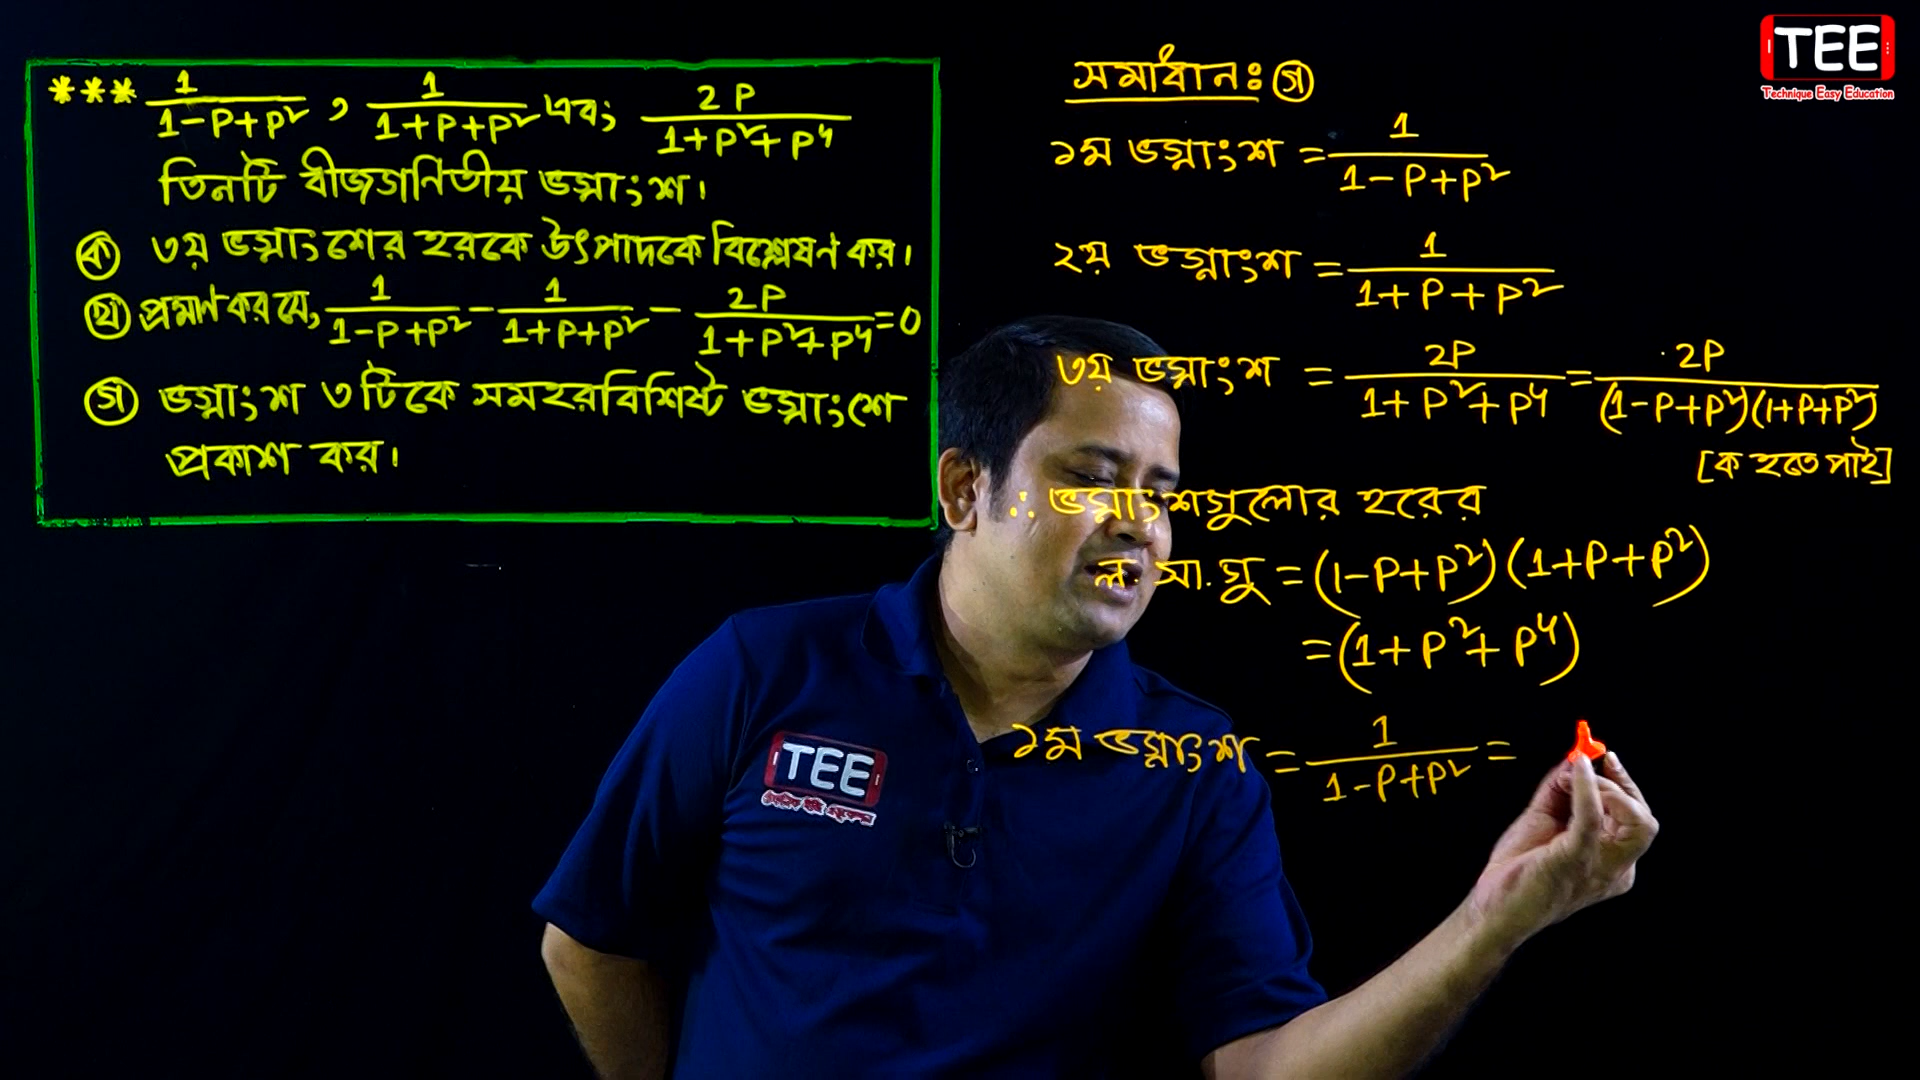 *** 1/(1-P+P²), 1/(1+P+P²) এবং 2P/(1+P²+P⁴)
তিনটি বীজগানিতীয় ভগ্নাংশ।
ক ৩য় ভগ্নাংশের হরকে উৎপাদকে বিশ্লেষণ কর।
খ প্রমাণ কর যে, 1/(1-P+P²) - 1/(1+P+P²) - 2P/(1+P²+P⁴) = 0
গ ভগ্নাংশ ৩টিকে সমহরবিশিষ্ট ভগ্নাংশে
প্রকাশ কর।
সমাধানঃ গ
১ম ভগ্নাংশ = 1/(1-P+P²)
২য় ভগ্নাংশ = 1/(1+P+P²)
৩য় ভগ্নাংশ = 2P/(1+P²+P⁴) = 2P/((1-P+P²)(1+P+P²))
[ক হতে পাই]
∴ ভগ্নাংশগুলোর হরের
ল. সা. গু = (1-P+P²)(1+P+P²)
= (1+P²+P⁴)
১ম ভগ্নাংশ = 1/(1-P+P²) =
TEE
Technique Easy Education
TEE